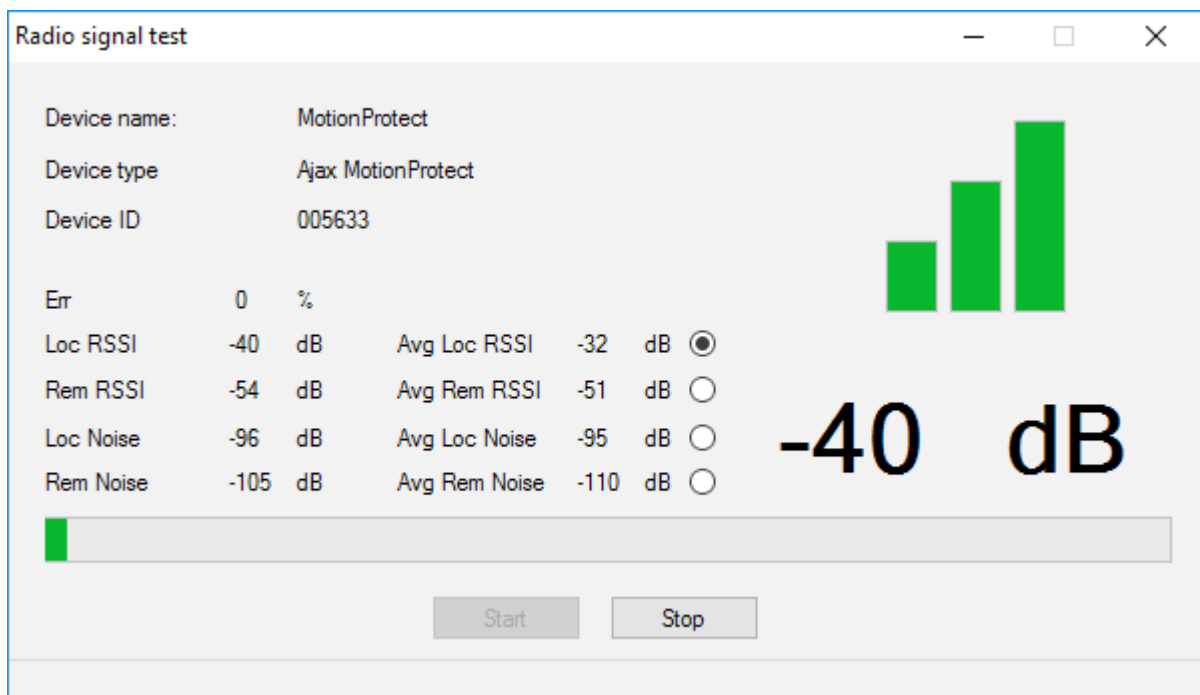 Radio signal test
Device name: MotionProtect
Device type Ajax MotionProtect
Device ID 005633
Err 0 %
Loc RSSI -40 dB Avg Loc RSSI -32 dB
Rem RSSI -54 dB Avg Rem RSSI -51 dB
Loc Noise -96 dB Avg Loc Noise -95 dB
Rem Noise -105 dB Avg Rem Noise -110 dB
-40 dB
Start Stop